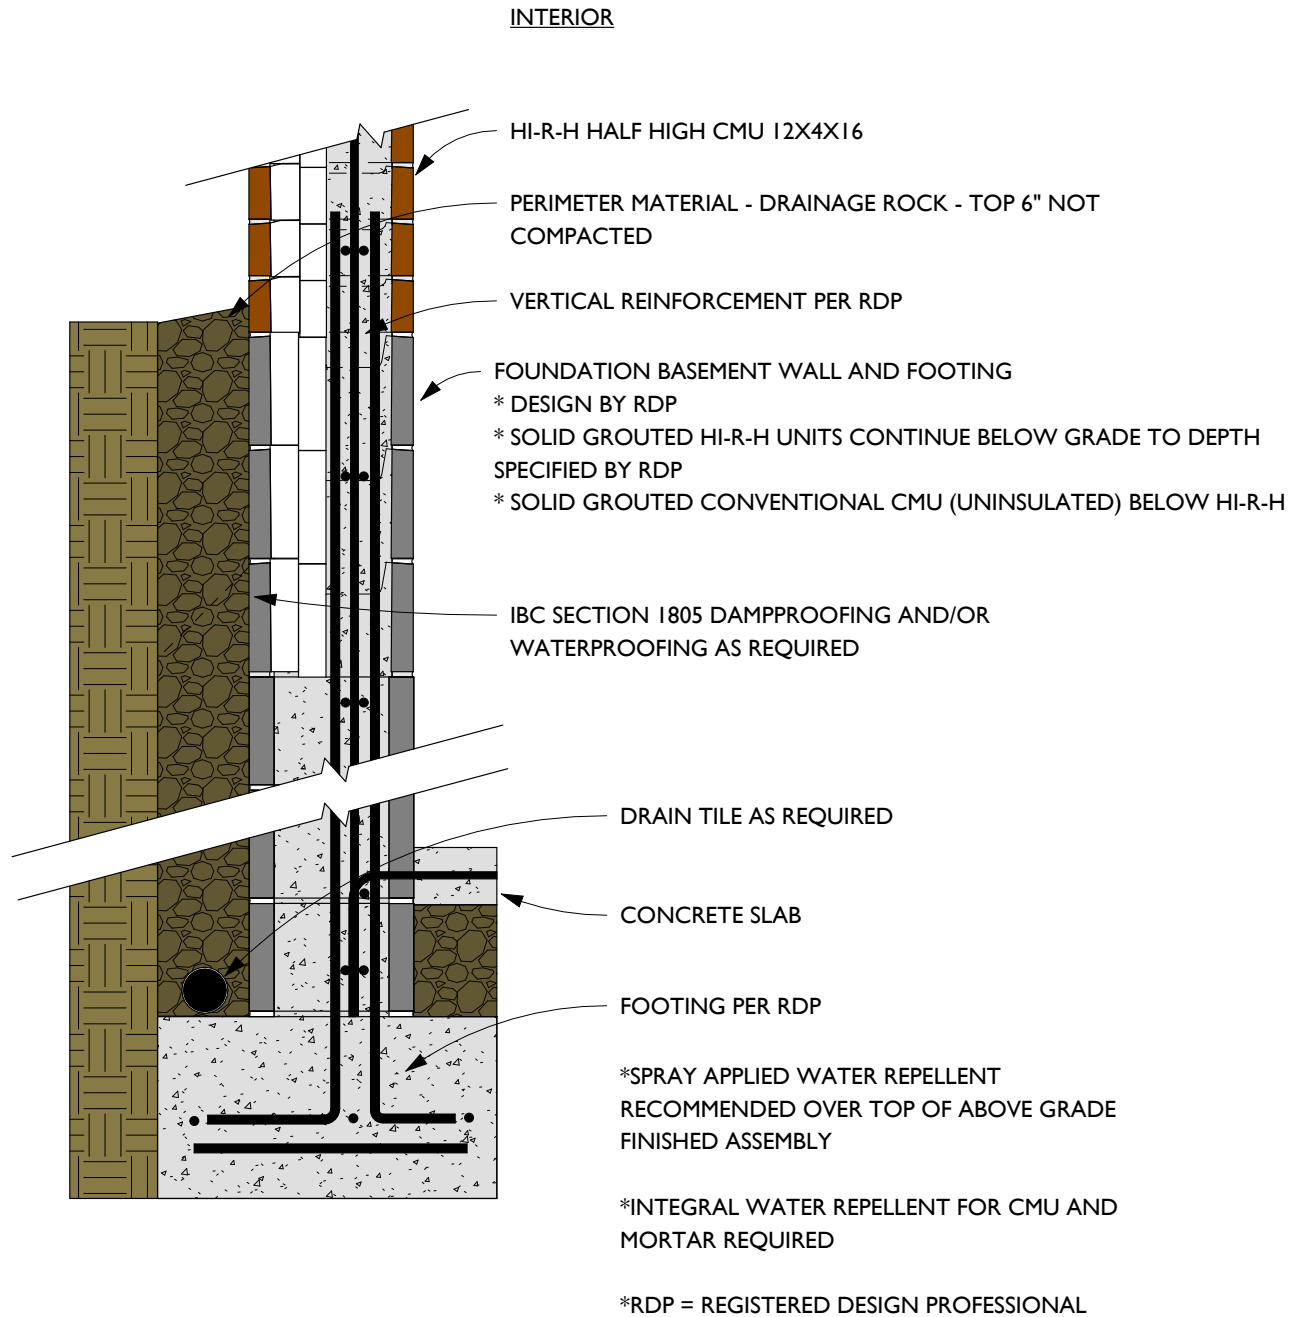 INTERIOR
HI-R-H HALF HIGH CMU 12X4X16
PERIMETER MATERIAL - DRAINAGE ROCK - TOP 6" NOT
COMPACTED
VERTICAL REINFORCEMENT PER RDP
FOUNDATION BASEMENT WALL AND FOOTING
* DESIGN BY RDP
* SOLID GROUTED HI-R-H UNITS CONTINUE BELOW GRADE TO DEPTH
SPECIFIED BY RDP
* SOLID GROUTED CONVENTIONAL CMU (UNINSULATED) BELOW HI-R-H
IBC SECTION 1805 DAMPPROOFING AND/OR
WATERPROOFING AS REQUIRED
DRAIN TILE AS REQUIRED
CONCRETE SLAB
FOOTING PER RDP
*SPRAY APPLIED WATER REPELLENT
RECOMMENDED OVER TOP OF ABOVE GRADE
FINISHED ASSEMBLY
*INTEGRAL WATER REPELLENT FOR CMU AND
MORTAR REQUIRED
*RDP = REGISTERED DESIGN PROFESSIONAL